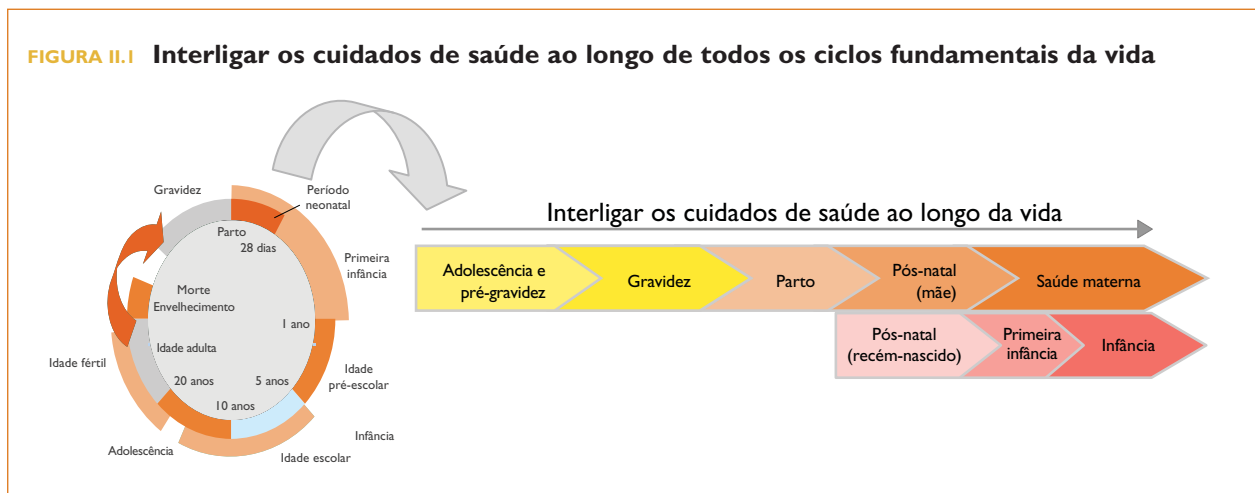 FIGURA II.1 Interligar os cuidados de saúde ao longo de todos os ciclos fundamentais da vida
Gravidez
Período
neonatal
Parto
28 dias
Primeira
infância
Morte
Envelhecimento
1 ano
Idade adulta
Idade fértil
20 anos
5 anos
Idade
pré-escolar
10 anos
Infância
Adolescência
Idade escolar
Interligar os cuidados de saúde ao longo da vida
Adolescência e
pré-gravidez
Gravidez
Parto
Pós-natal
(mãe)
Saúde materna
Pós-natal
(recém-nascido)
Primeira
infância
Infância